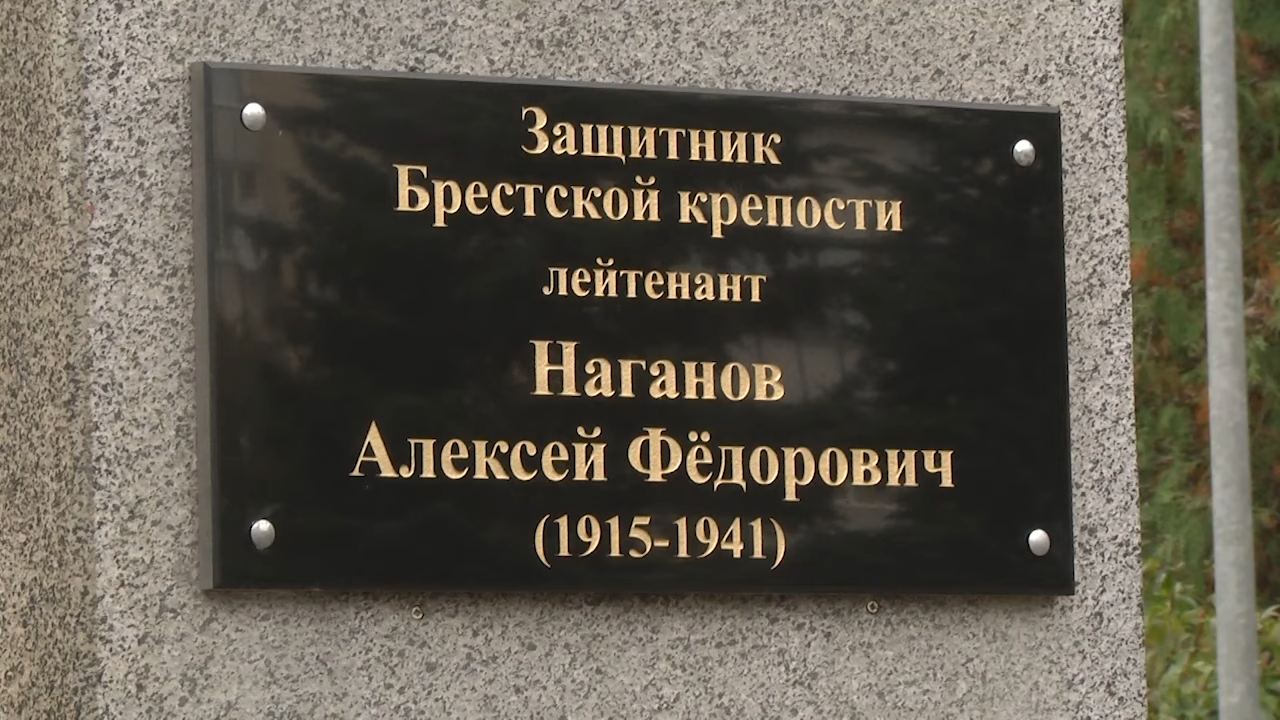 Защитник
Брестской крепости
лейтенант
Наганов
Алексей Фёдорович
(1915-1941)